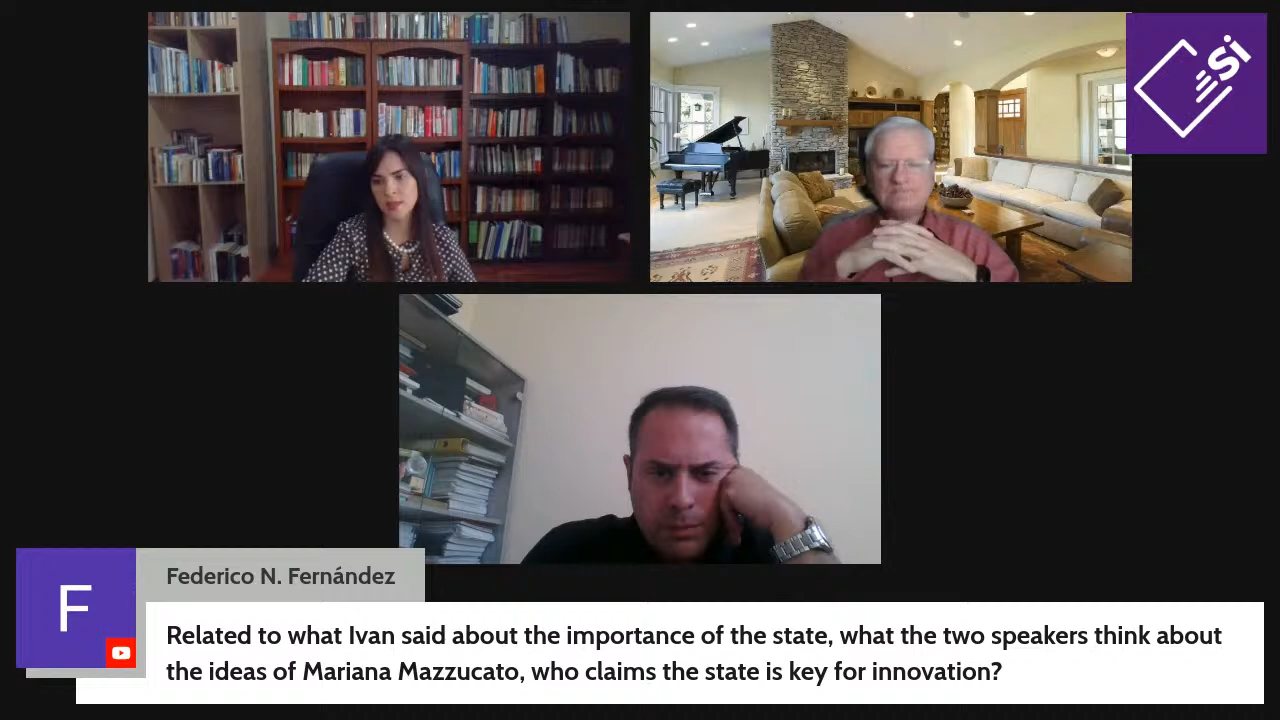 Si
F
Federico N. Fernández
Related to what Ivan said about the importance of the state, what the two speakers think about
the ideas of Mariana Mazzucato, who claims the state is key for innovation?